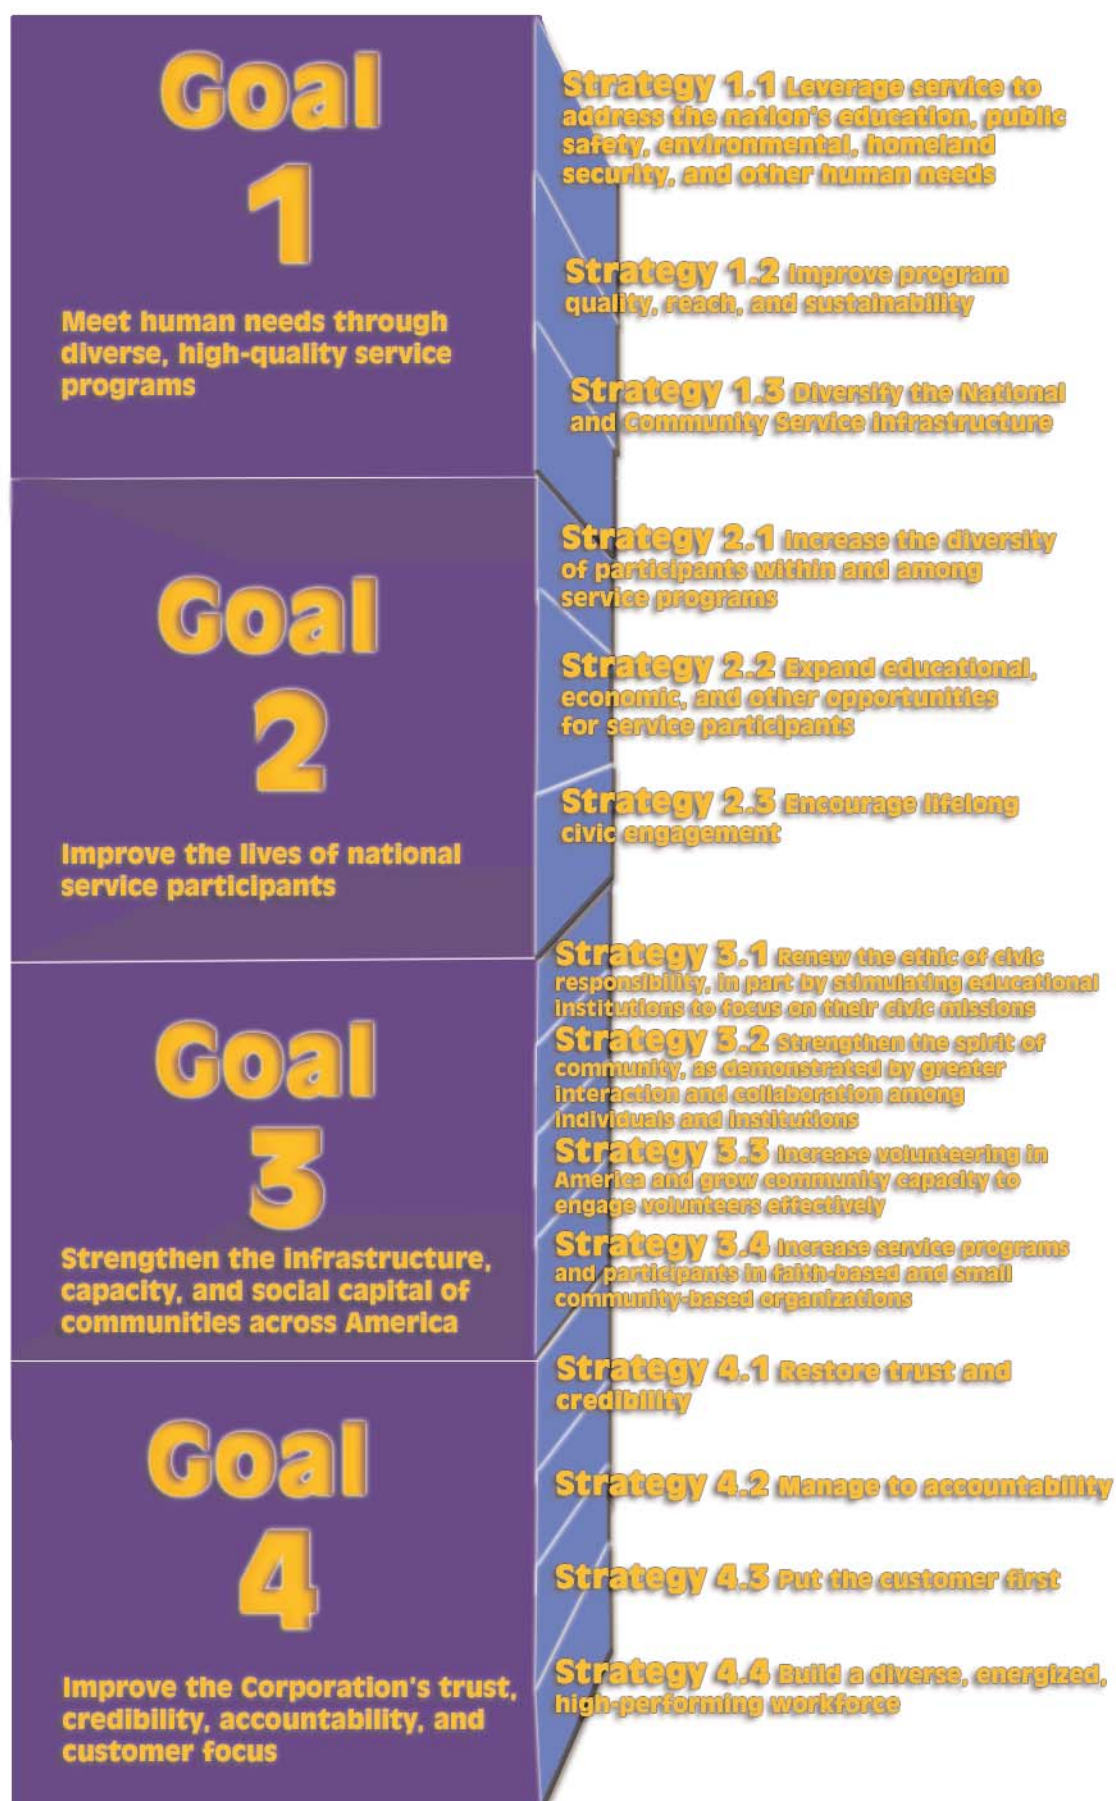 Goal
1
Meet human needs through
diverse, high-quality service
programs
Strategy 1.1 Leverage service to
address the nation's education, public
safety, environmental, homeland
security, and other human needs
Strategy 1.2 Improve program
quality, reach, and sustainability
Strategy 1.3 Diversify the National
and Community Service infrastructure
Goal
2
Improve the lives of national
service participants
Strategy 2.1 Increase the diversity
of participants within and among
service programs
Strategy 2.2 Expand educational,
economic, and other opportunities
for service participants
Strategy 2.3 Encourage lifelong
civic engagement
Goal
3
Strengthen the infrastructure,
capacity, and social capital of
communities across America
Strategy 3.1 Renew the ethic of civic
responsibility, in part by stimulating educational
institutions to focus on their civic missions
Strategy 3.2 Strengthen the spirit of
community, as demonstrated by greater
interaction and collaboration among
individuals and institutions
Strategy 3.3 Increase volunteering in
America and grow community capacity to
engage volunteers effectively
Strategy 3.4 Increase service programs
and participants in faith-based and small
community-based organizations
Goal
4
Improve the Corporation's trust,
credibility, accountability, and
customer focus
Strategy 4.1 Restore trust and
credibility
Strategy 4.2 Manage to accountability
Strategy 4.3 Put the customer first
Strategy 4.4 Build a diverse, energized,
high-performing workforce